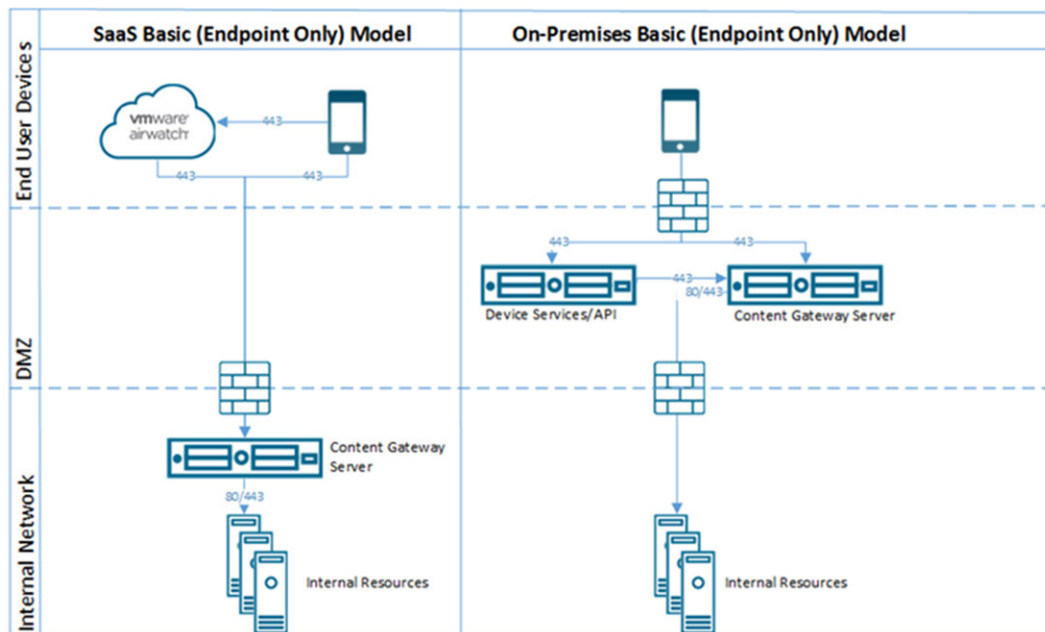 SaaS Basic (Endpoint Only) Model
On-Premises Basic (Endpoint Only) Model
End User Devices
vmware
airwatch
443
443
443
DMZ
443
443
443
80/443
Device Services/API
Content Gateway Server
Internal Network
Content Gateway
Server
80/443
Internal Resources
Internal Resources